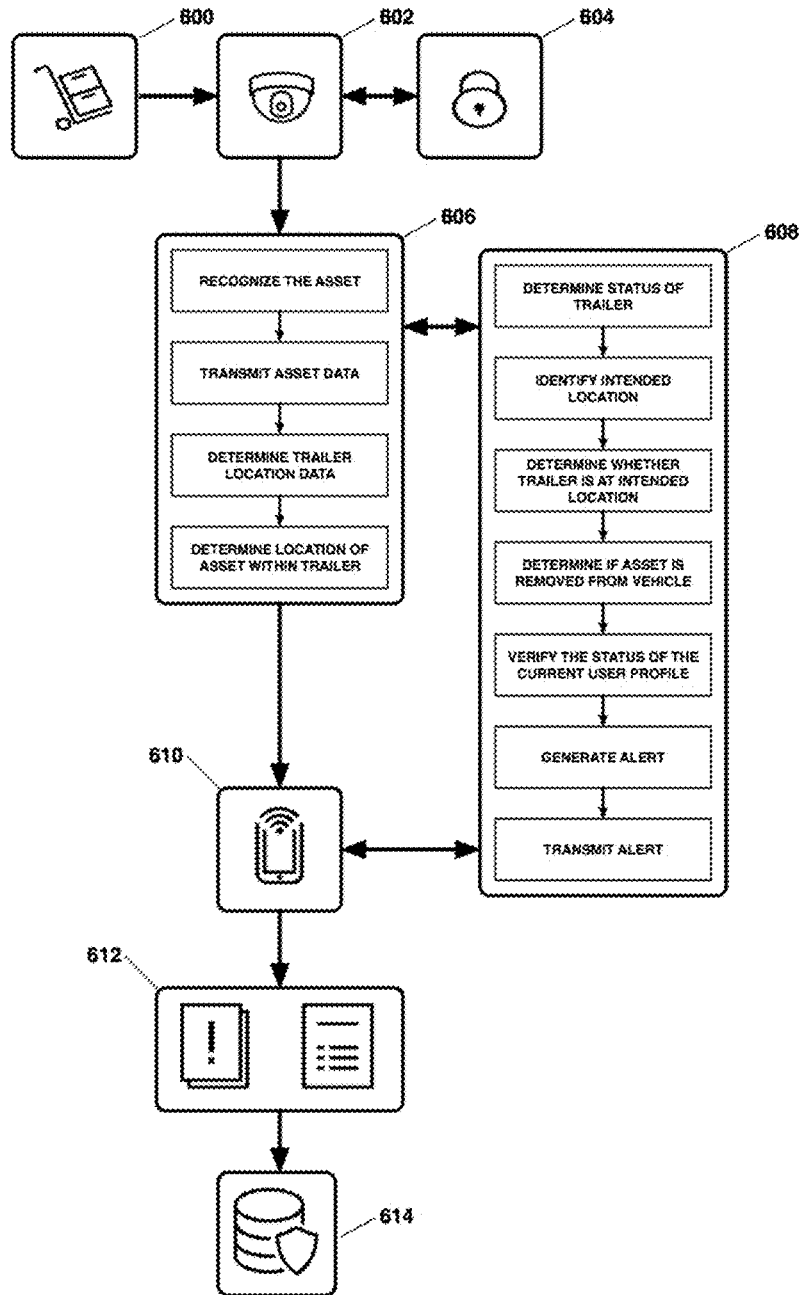 600
602
604
606
608
RECOGNIZE THE ASSET
TRANSMIT ASSET DATA
DETERMINE TRAILER
LOCATION DATA
DETERMINE LOCATION OF
ASSET WITHIN TRAILER
DETERMINE STATUS OF
TRAILER
IDENTIFY INTENDED
LOCATION
DETERMINE WHETHER
TRAILER IS AT INTENDED
LOCATION
DETERMINE IF ASSET IS
REMOVED FROM VEHICLE
VERIFY THE STATUS OF THE
CURRENT USER PROFILE
GENERATE ALERT
TRANSMIT ALERT
610
612
614